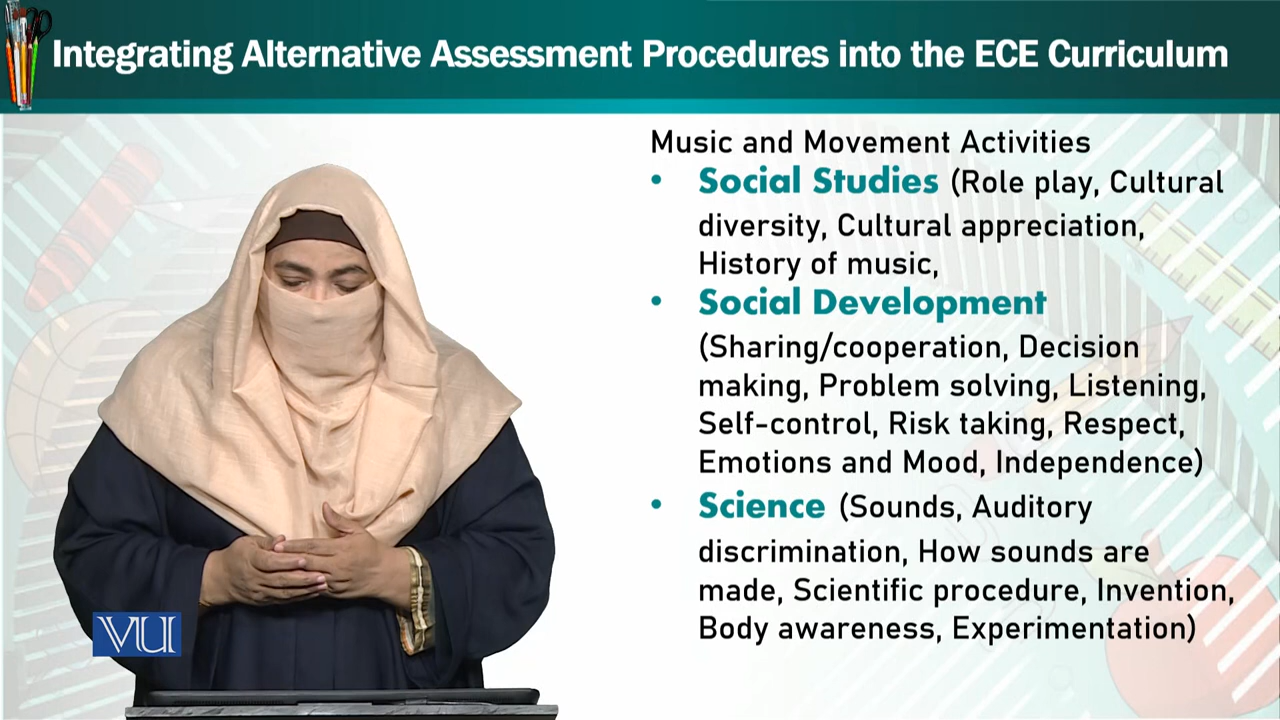 Integrating Alternative Assessment Procedures into the ECE Curriculum
Music and Movement Activities
• Social Studies (Role play, Cultural
diversity, Cultural appreciation,
History of music,
• Social Development
(Sharing/cooperation, Decision
making, Problem solving, Listening,
Self-control, Risk taking, Respect,
Emotions and Mood, Independence)
• Science (Sounds, Auditory
discrimination, How sounds are
made, Scientific procedure, Invention,
Body awareness, Experimentation)
VU